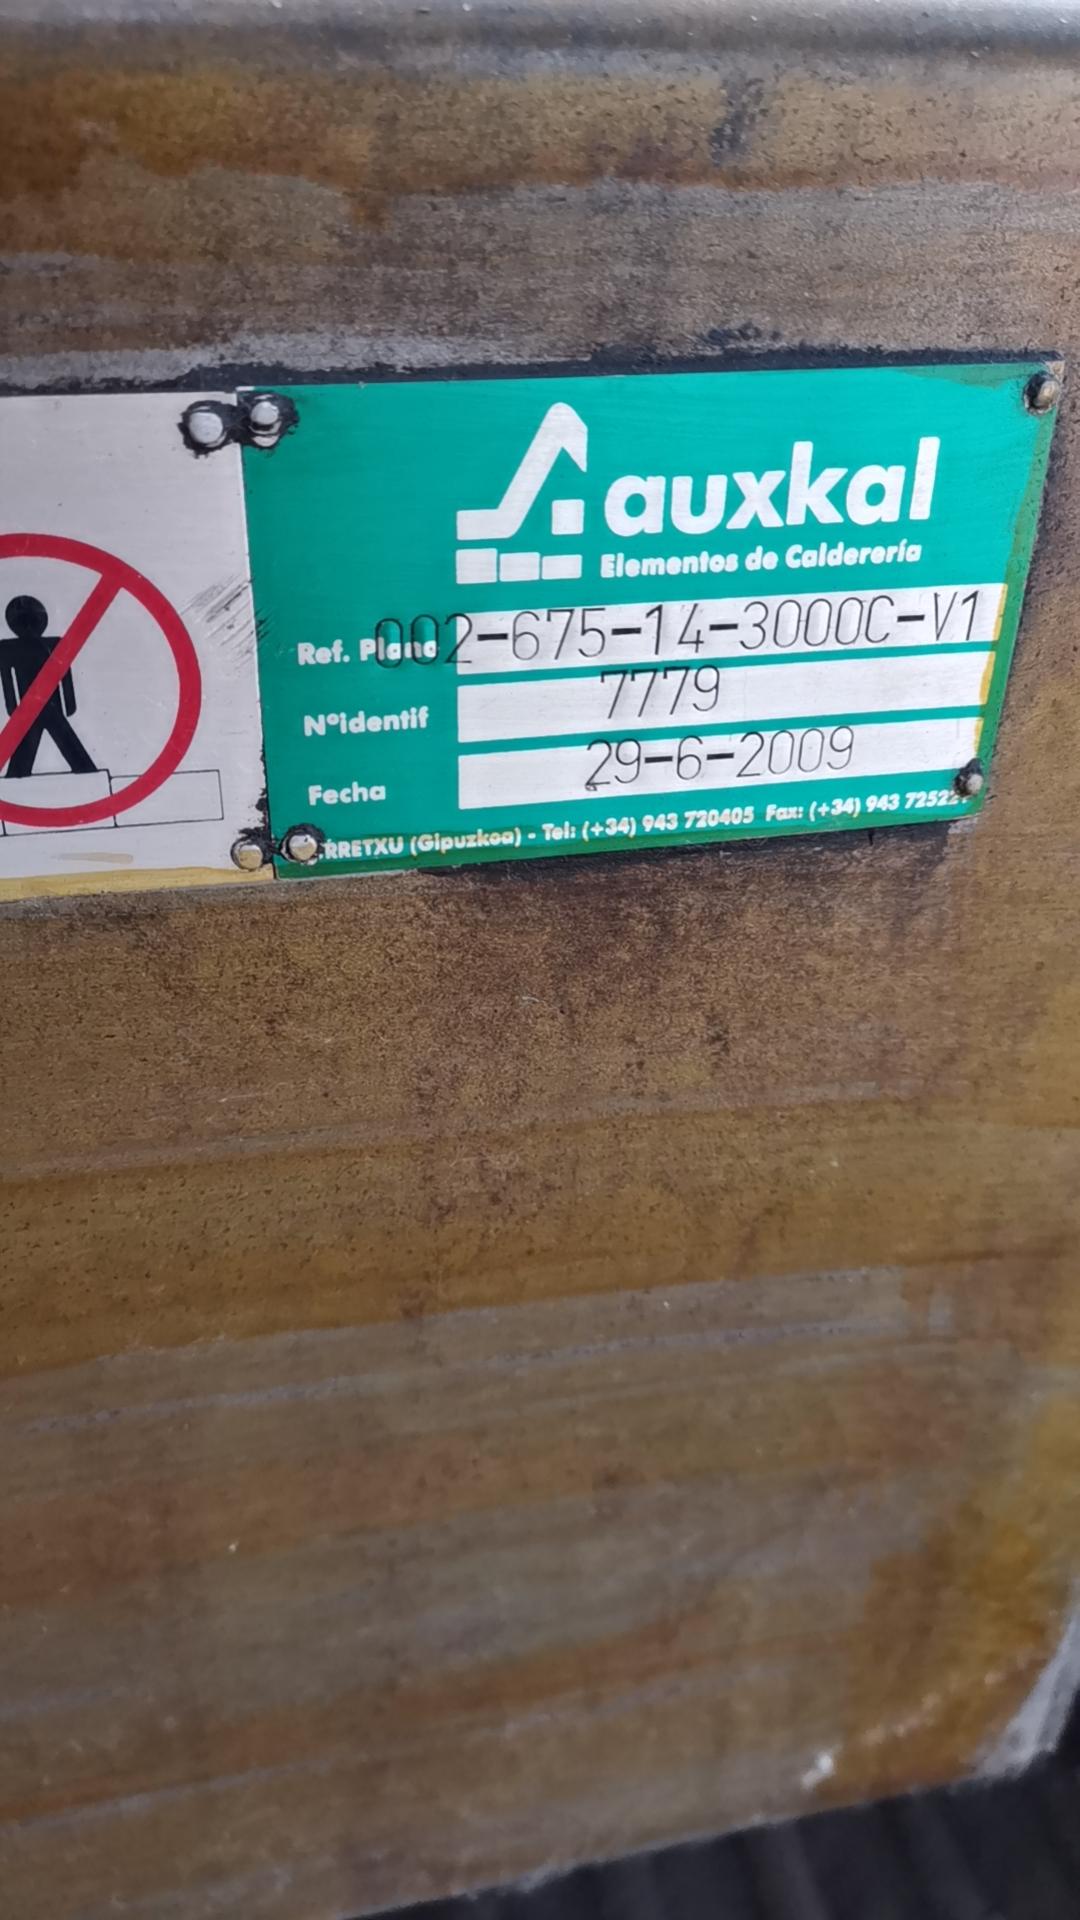 auxkal
Elementos de Calderería
Ref. Plano 002-675-14-3000C-V1
Nºidentif 7779
Fecha 29-6-2009
(Gipuzkoa) - Tel: (+34) 943 720405 Fax: (+34) 943